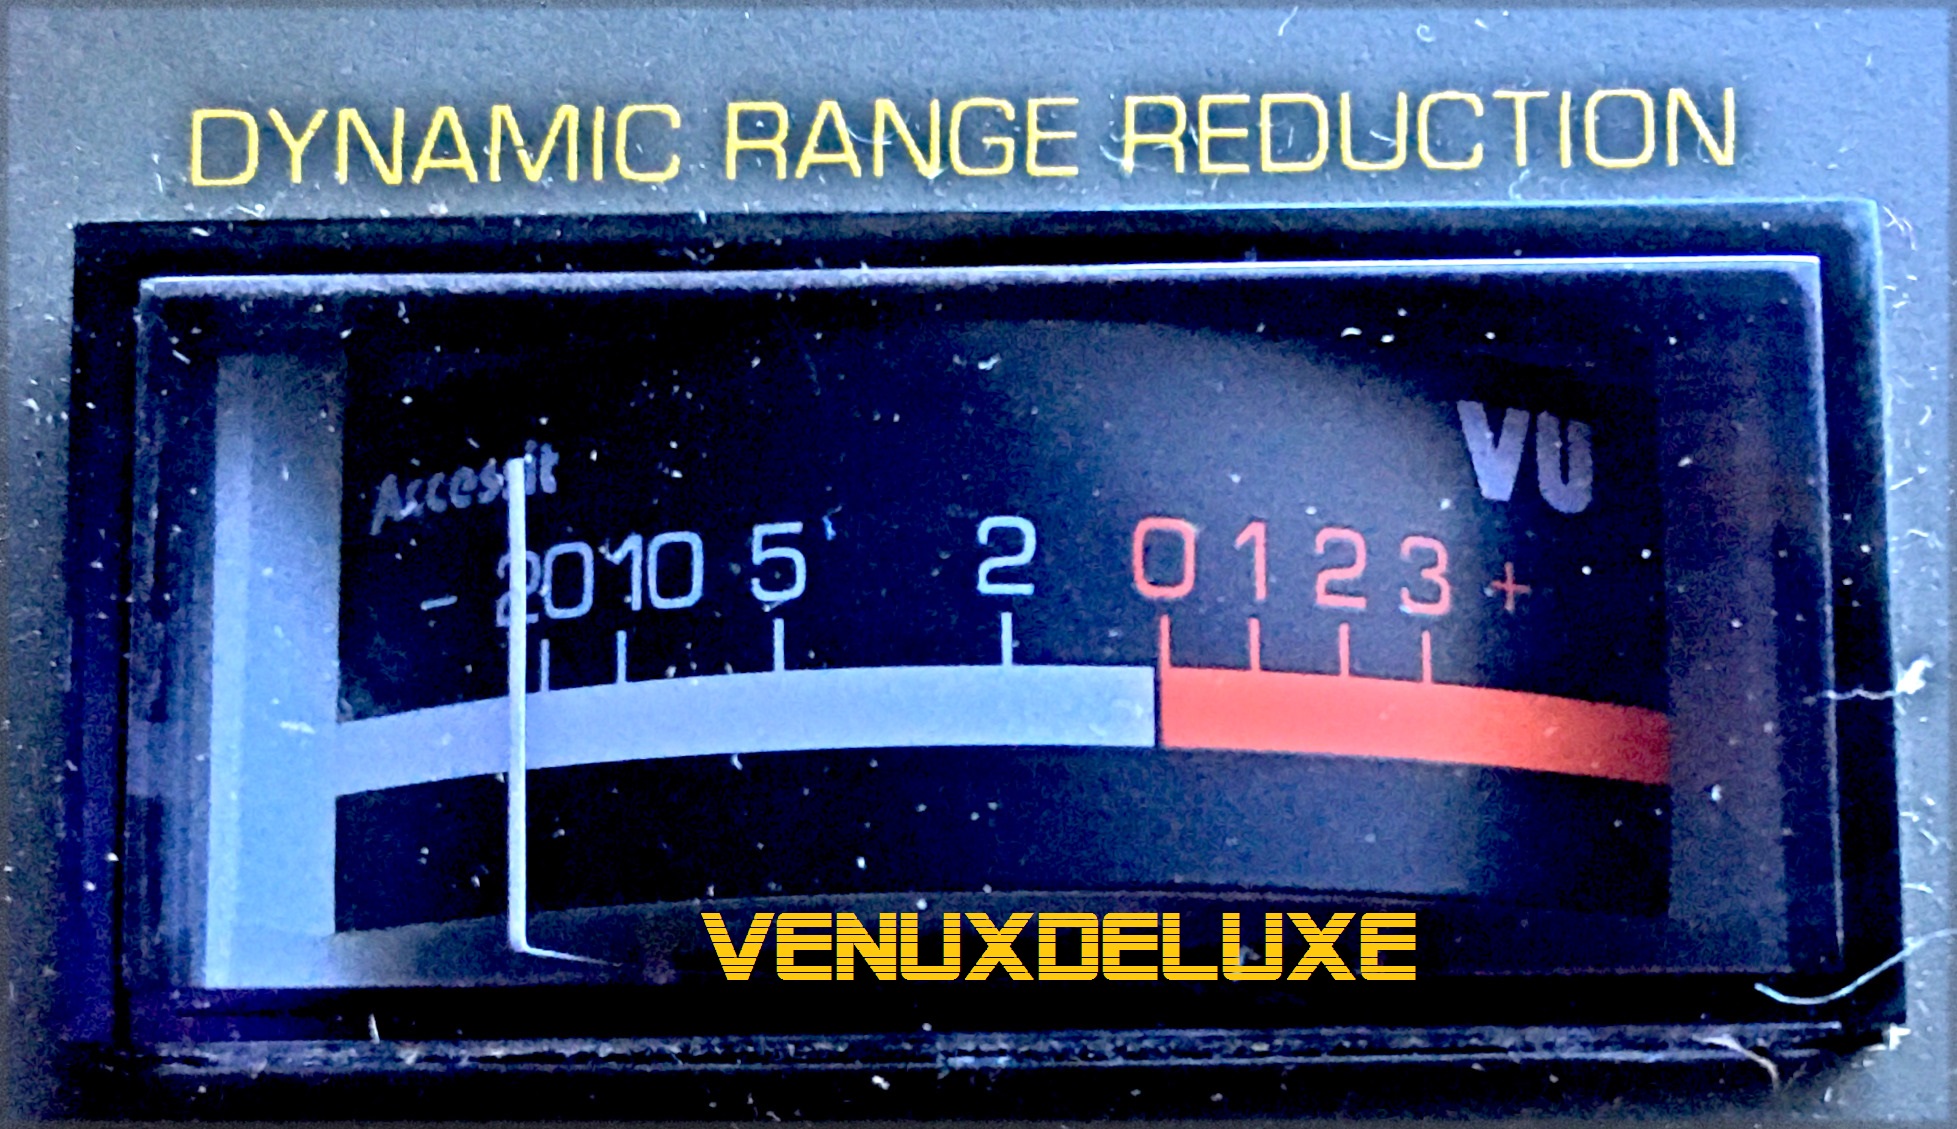 DYNAMIC RANGE REDUCTION
Accessit
VU
- 20 10 5 2 0 1 2 3 +
VENUXDELUXE